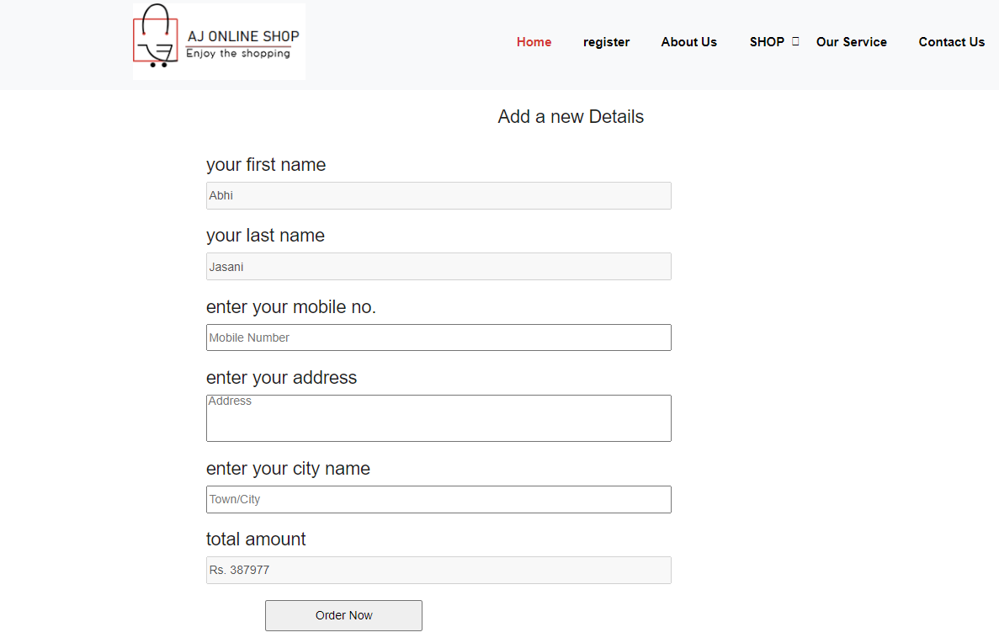 AJ ONLINE SHOP
Enjoy the shopping
Home register About Us SHOP Our Service Contact Us
Add a new Details
your first name
Abhi
your last name
Jasani
enter your mobile no.
Mobile Number
enter your address
Address
enter your city name
Town/City
total amount
Rs. 387977
Order Now